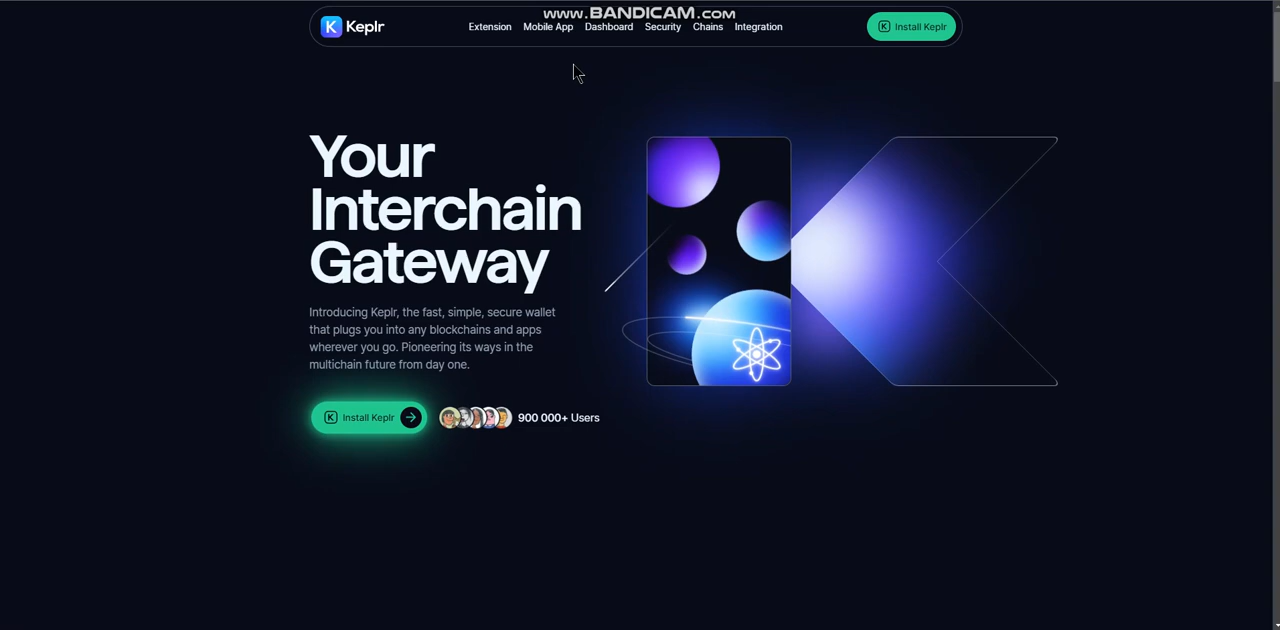 www.BANDICAM.com
K Keplr
Extension Mobile App Dashboard Security Chains Integration
K Install Keplr
Your
Interchain
Gateway
Introducing Keplr, the fast, simple, secure wallet
that plugs you into any blockchains and apps
wherever you go. Pioneering its ways in the
multichain future from day one.
K Install Keplr
900 000+ Users